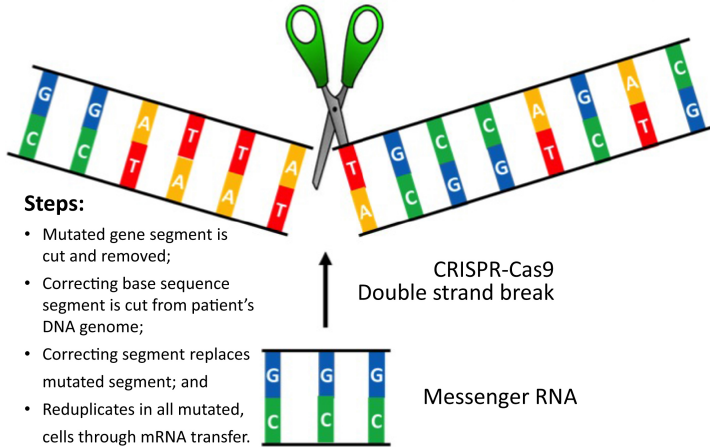 G G A T T A
C C T A A T
T G C C A G A C
A C G G T C T G
Steps:
• Mutated gene segment is
cut and removed;
• Correcting base sequence
segment is cut from patient's
DNA genome;
• Correcting segment replaces
mutated segment; and
• Reduplicates in all mutated,
cells through mRNA transfer.
CRISPR-Cas9
Double strand break
G G G
C C C
Messenger RNA